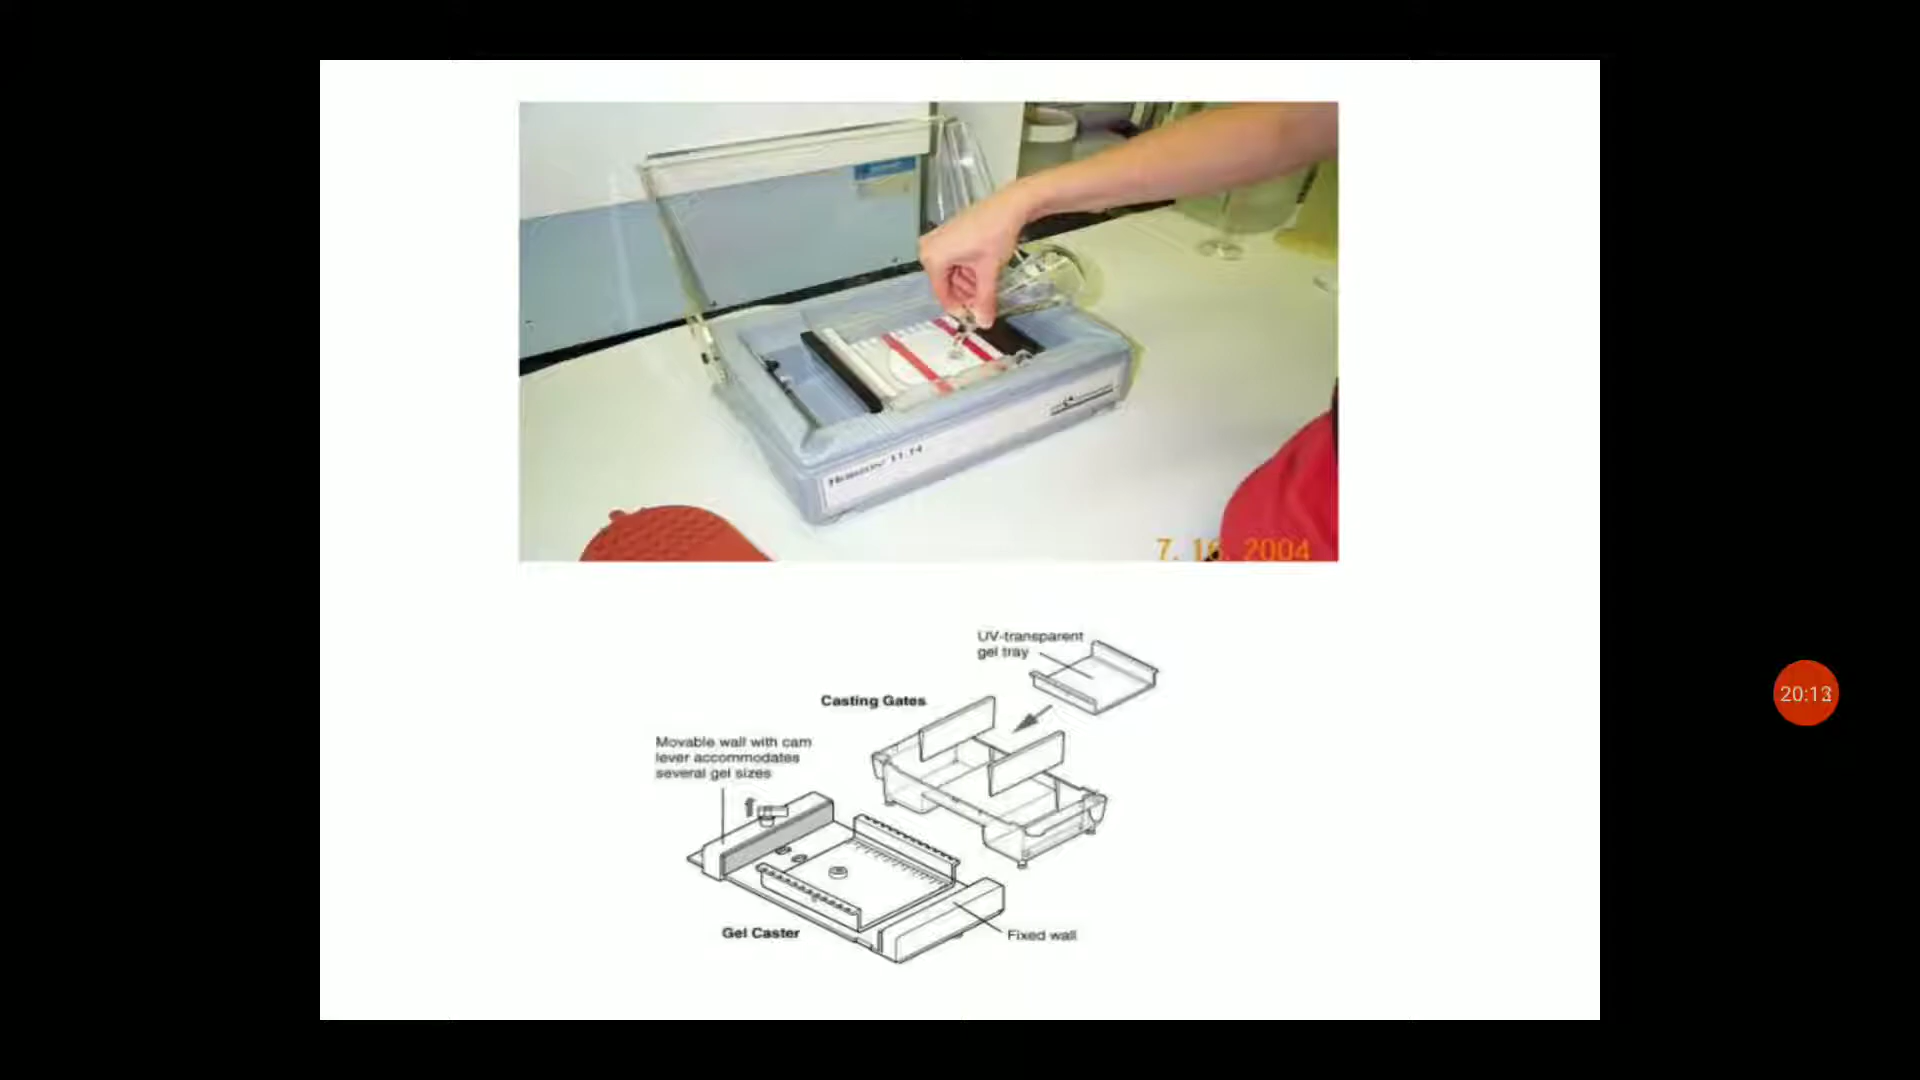 7. 16. 2004
UV-transparent
gel tray
Casting Gates
Movable wall with cam
lever accommodates
several gel sizes
Gel Caster
Fixed wall
20:13